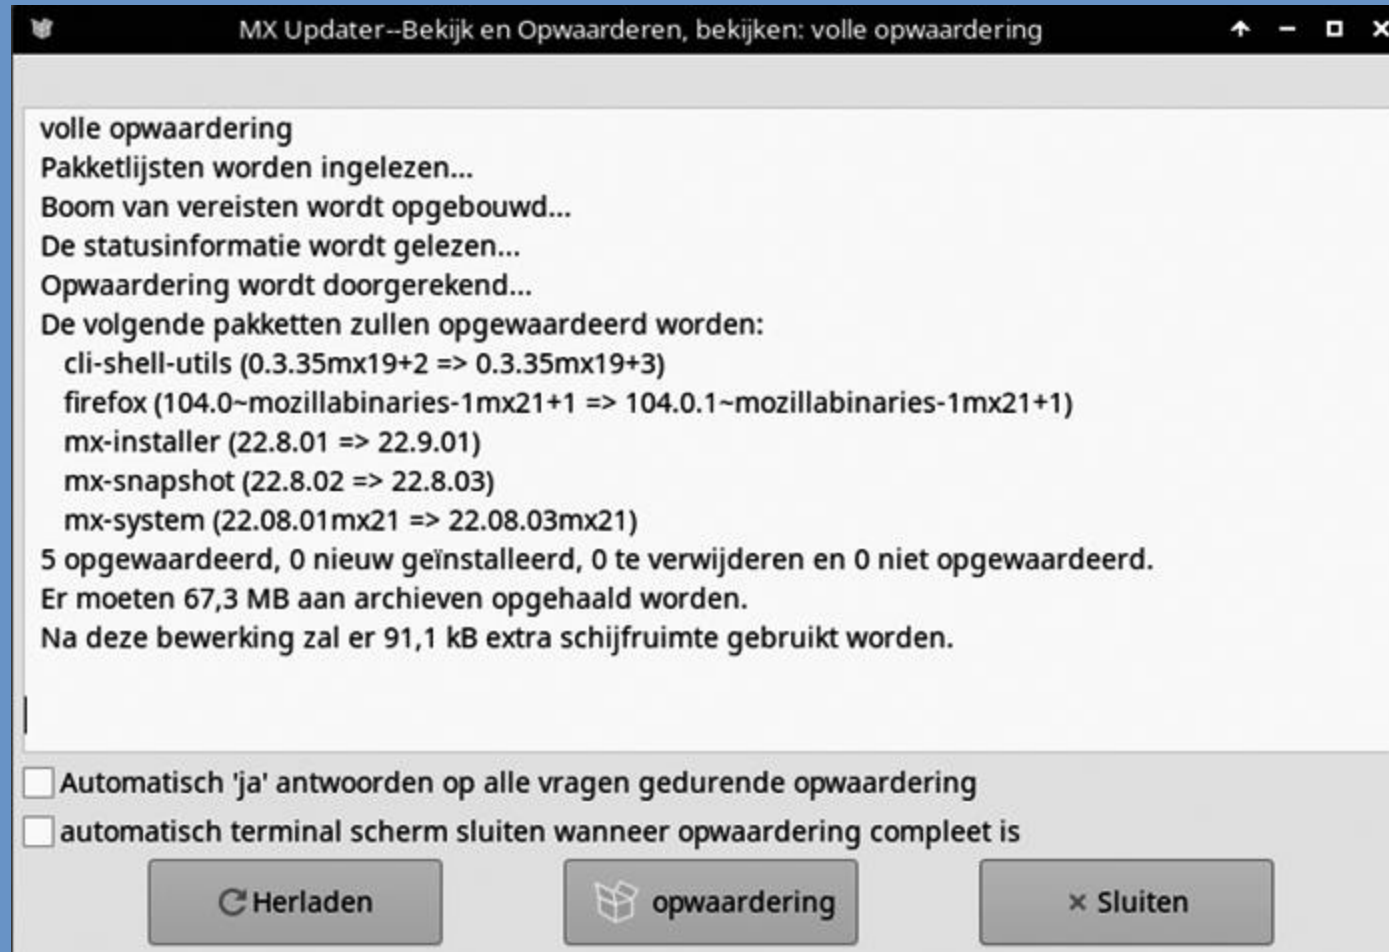 MX Updater--Bekijk en Opwaarderen, bekijken: volle opwaardering
volle opwaardering
Pakketlijsten worden ingelezen...
Boom van vereisten wordt opgebouwd...
De statusinformatie wordt gelezen...
Opwaardering wordt doorgerekend...
De volgende pakketten zullen opgewaardeerd worden:
cli-shell-utils (0.3.35mx19+2 => 0.3.35mx19+3)
firefox (104.0~mozillabinaries-1mx21+1 => 104.0.1~mozillabinaries-1mx21+1)
mx-installer (22.8.01 => 22.9.01)
mx-snapshot (22.8.02 => 22.8.03)
mx-system (22.08.01mx21 => 22.08.03mx21)
5 opgewaardeerd, 0 nieuw geïnstalleerd, 0 te verwijderen en 0 niet opgewaardeerd.
Er moeten 67,3 MB aan archieven opgehaald worden.
Na deze bewerking zal er 91,1 kB extra schijfruimte gebruikt worden.
Automatisch 'ja' antwoorden op alle vragen gedurende opwaardering
automatisch terminal scherm sluiten wanneer opwaardering compleet is
Herladen opwaardering Sluiten